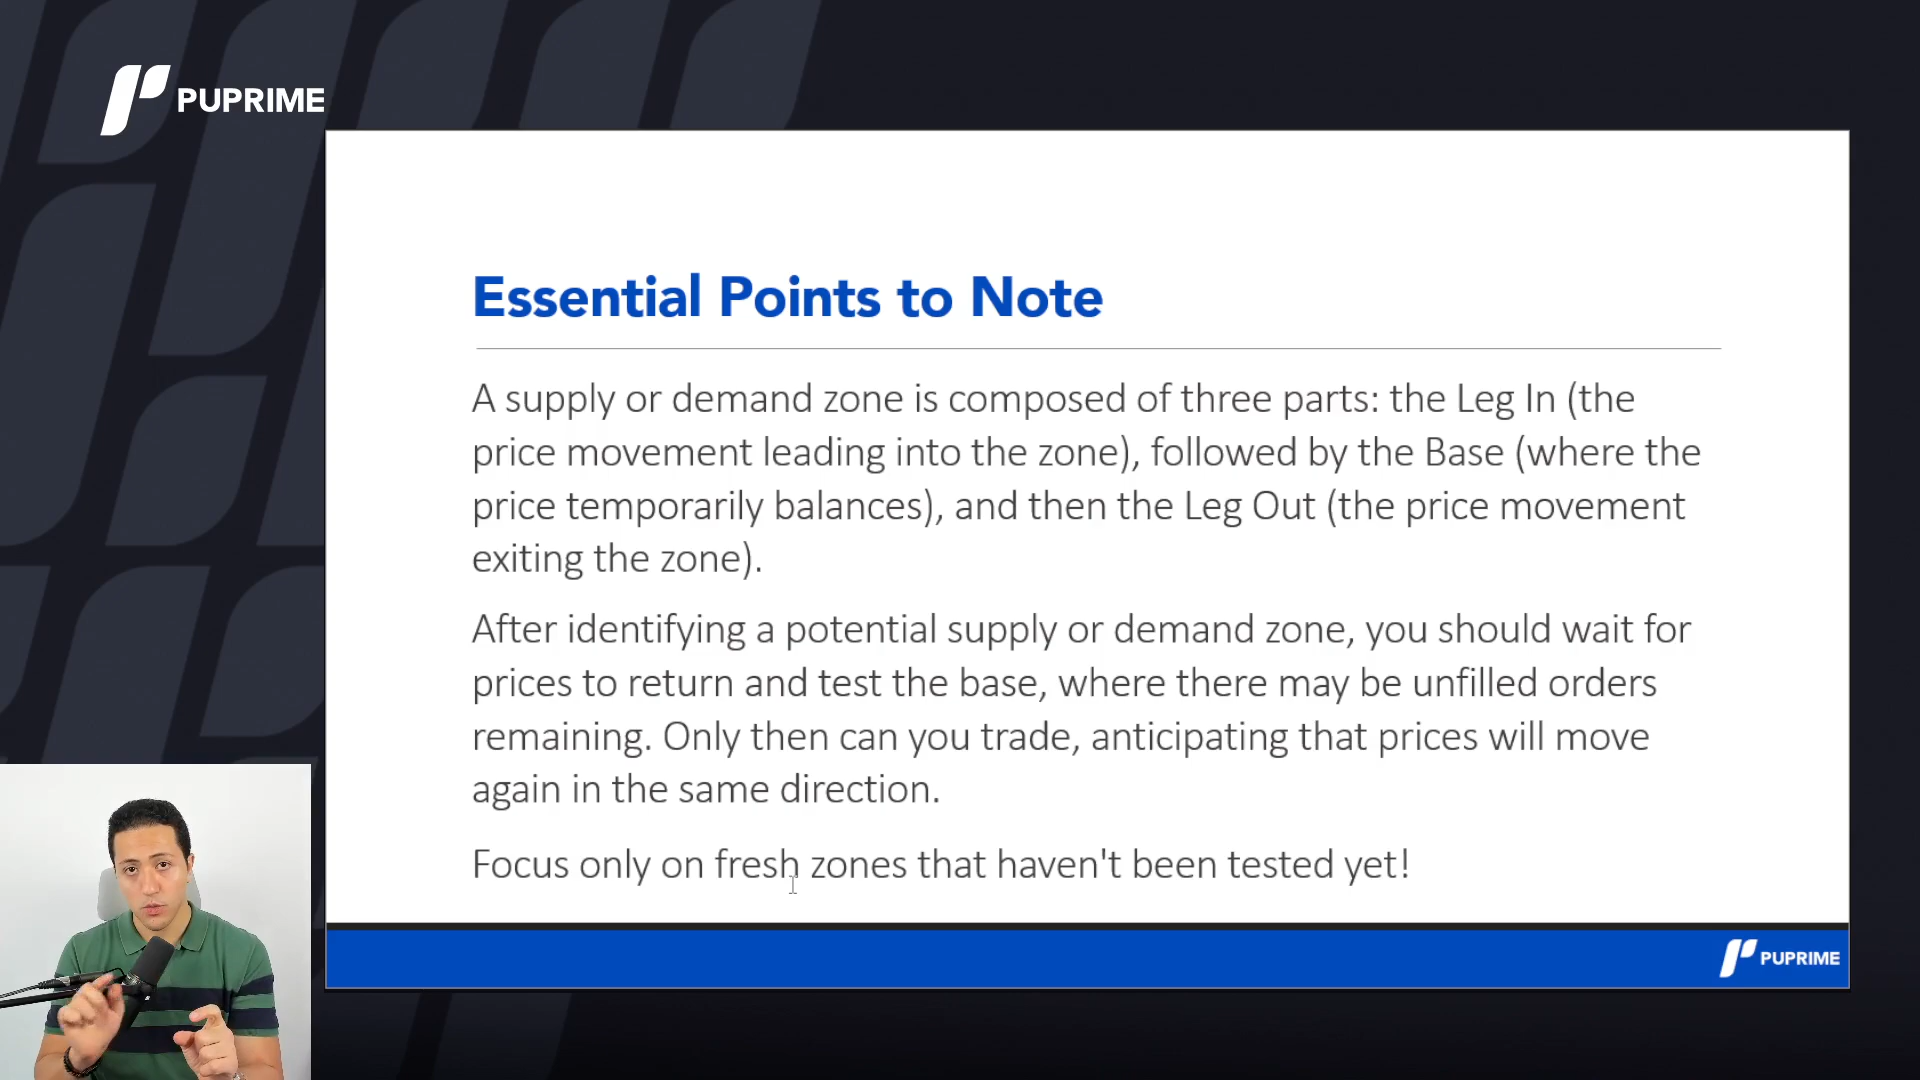 PUPRIME
Essential Points to Note
A supply or demand zone is composed of three parts: the Leg In (the
price movement leading into the zone), followed by the Base (where the
price temporarily balances), and then the Leg Out (the price movement
exiting the zone).
After identifying a potential supply or demand zone, you should wait for
prices to return and test the base, where there may be unfilled orders
remaining. Only then can you trade, anticipating that prices will move
again in the same direction.
Focus only on fresh zones that haven't been tested yet!
PUPRIME